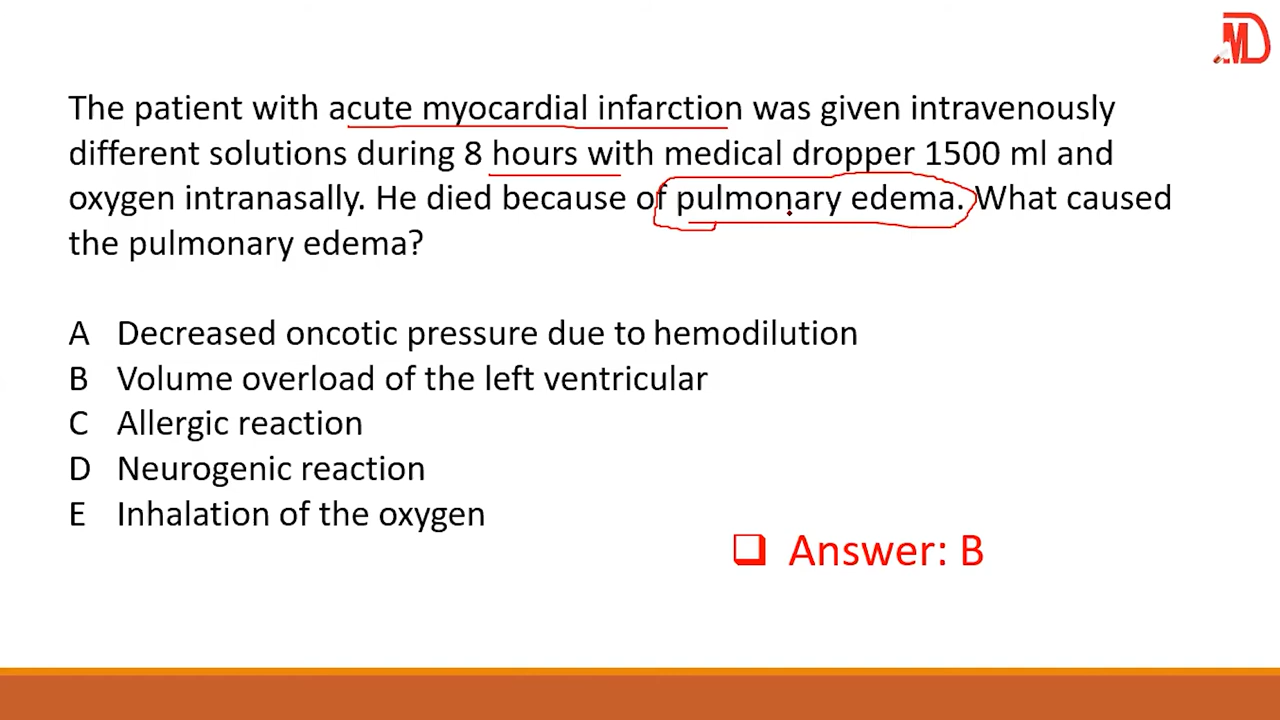 MD
The patient with acute myocardial infarction was given intravenously
different solutions during 8 hours with medical dropper 1500 ml and
oxygen intranasally. He died because of pulmonary edema. What caused
the pulmonary edema?
A Decreased oncotic pressure due to hemodilution
B Volume overload of the left ventricular
C Allergic reaction
D Neurogenic reaction
E Inhalation of the oxygen
❑ Answer: B